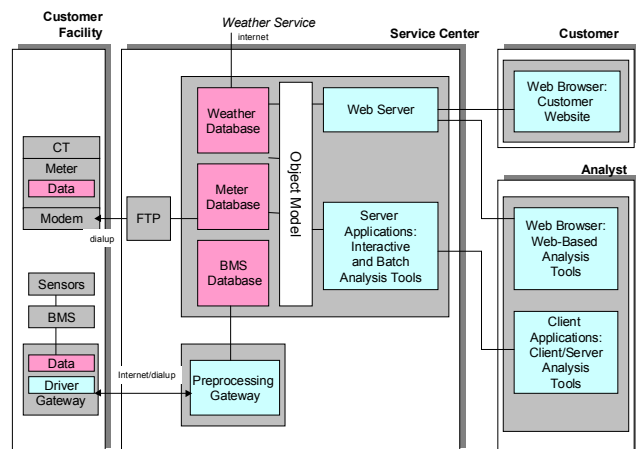 Customer
Facility
Weather Service
internet
Service Center
Customer
CT
Meter
Data
Modem
dialup
FTP
Weather
Database
Meter
Database
BMS
Database
Object Model
Web Server
Server
Applications:
Interactive
and Batch
Analysis Tools
Web Browser:
Customer
Website
Analyst
Web Browser:
Web-Based
Analysis
Tools
Client
Applications:
Client/Server
Analysis
Tools
Sensors
BMS
Data
Driver
Gateway
Internet/dialup
Preprocessing
Gateway